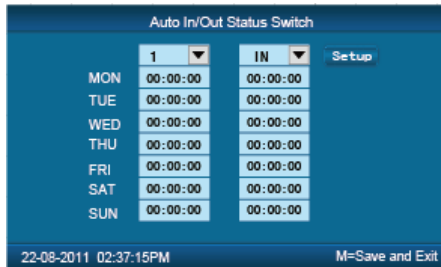 Auto In/Out Status Switch
1 IN Setup
MON 00:00:00 00:00:00
TUE 00:00:00 00:00:00
WED 00:00:00 00:00:00
THU 00:00:00 00:00:00
FRI 00:00:00 00:00:00
SAT 00:00:00 00:00:00
SUN 00:00:00 00:00:00
22-08-2011 02:37:15PM M=Save and Exit